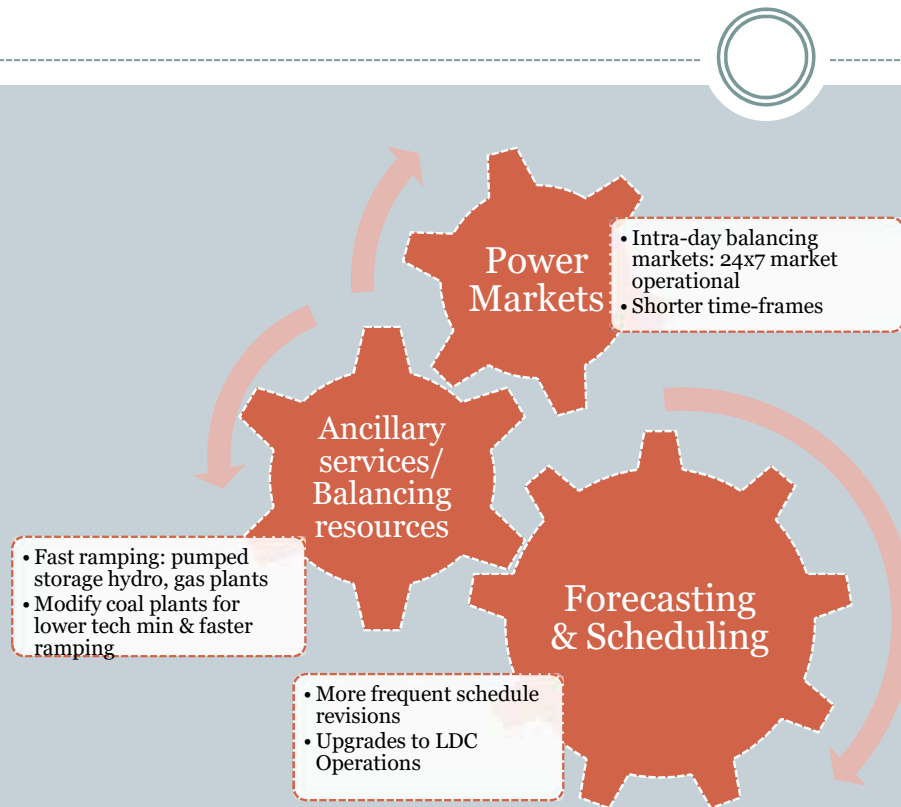 Power
Markets
• Intra-day balancing
markets: 24x7 market
operational
• Shorter time-frames
Ancillary
services/
Balancing
resources
• Fast ramping: pumped
storage hydro, gas plants
• Modify coal plants for
lower tech min & faster
ramping
Forecasting
& Scheduling
• More frequent schedule
revisions
• Upgrades to LDC
Operations